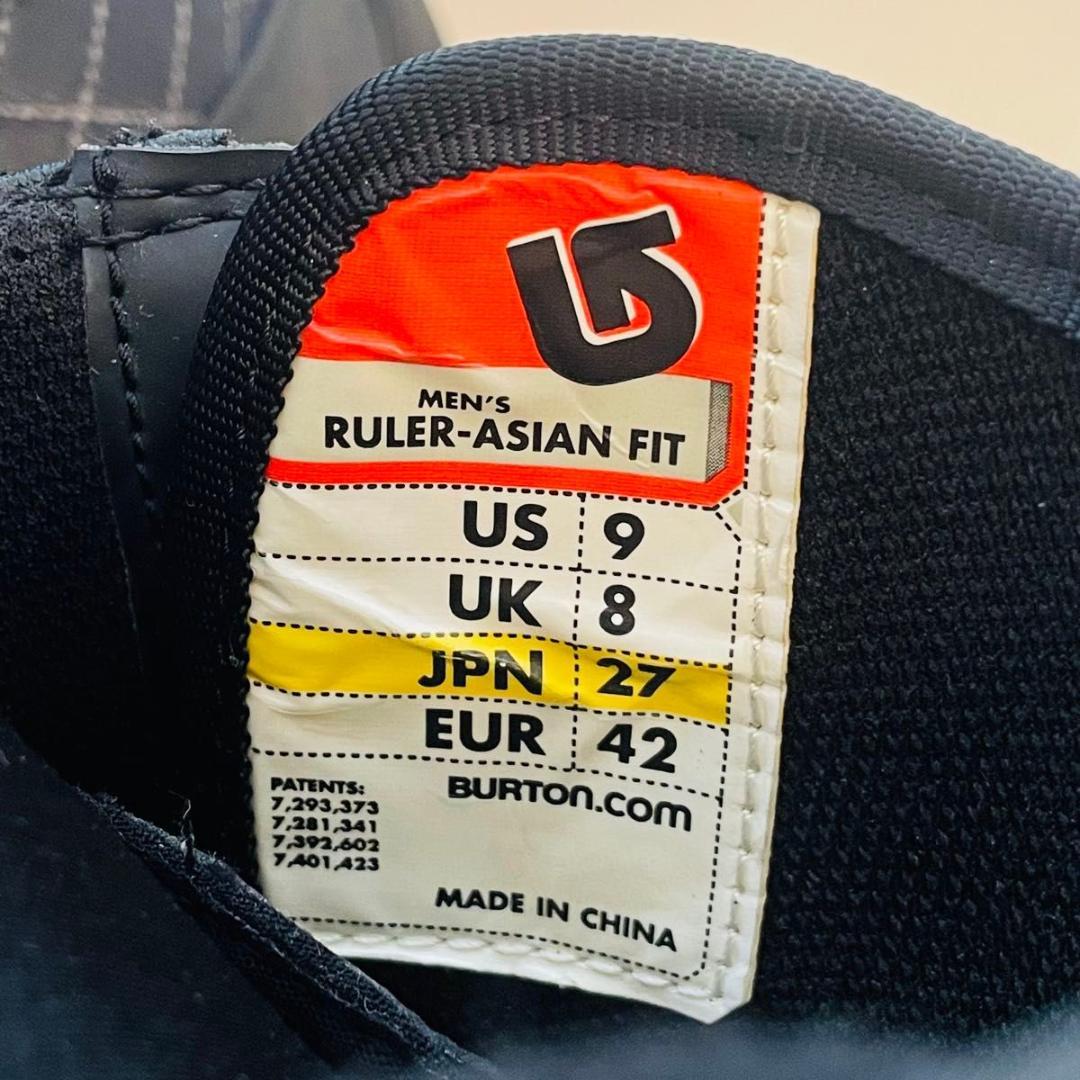 MEN'S
RULER-ASIAN FIT
US 9
UK 8
JPN 27
EUR 42
PATENTS:
7,293,373
7,281,341
7,392,602
7,401,423
BURTON.COM
MADE IN CHINA